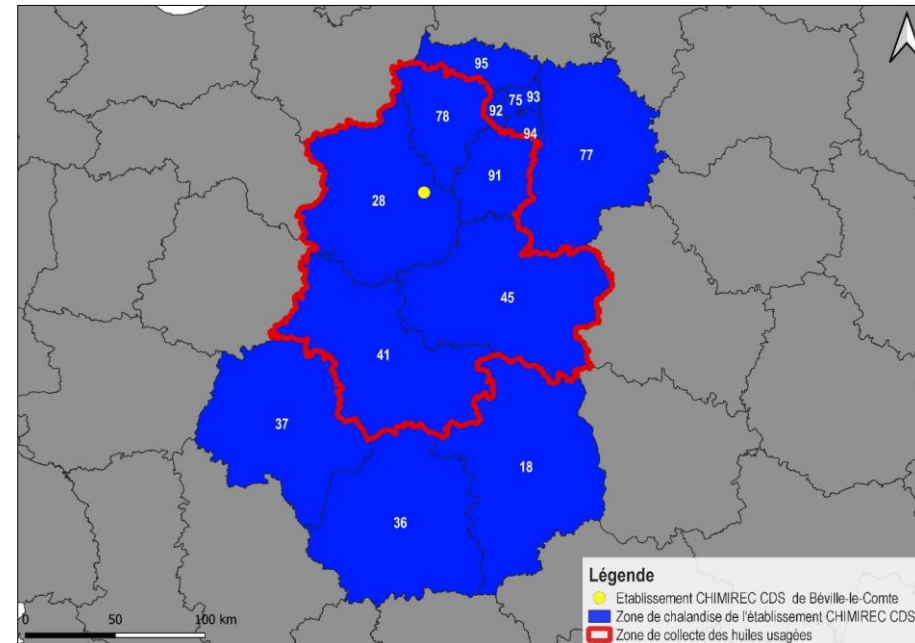 95
75 93
92
78
94
77
91
28
45
41
37
18
36
Légende
Etablissement CHIMIREC CDS de Béville-le-Comte
Zone de chalandise de l'établissement CHIMIREC CDS
Zone de collecte des huiles usagées
0 50 100 km